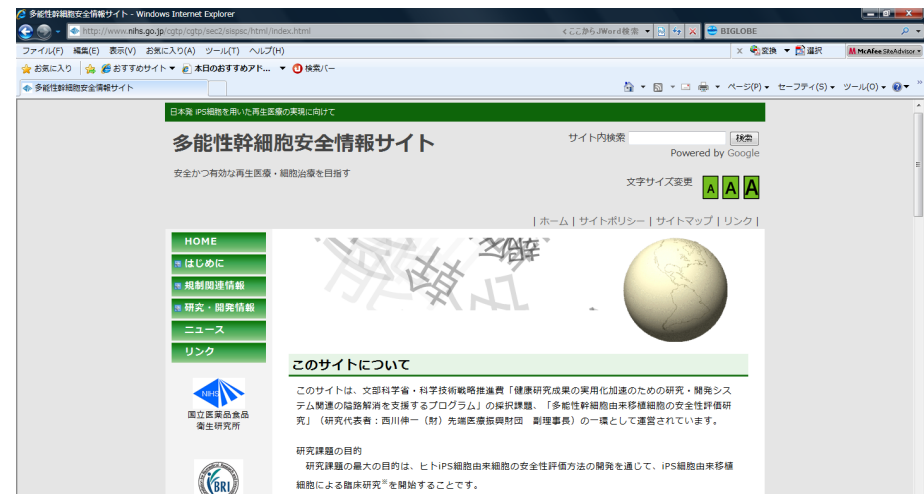 多能性幹細胞安全情報サイト - Windows Internet Explorer
http://www.nihs.go.jp/cgtp/cgtp/sec2/sispsc/html/index.html
<ここからJWord検索
BIGLOBE
ファイル(F) 編集(E) 表示(V) お気に入り(A) ツール(T) ヘルプ(H)
x 変換 ▼ 選択
McAfee SiteAdvisor
お気に入り おすすめサイト ▼ 本日のおすすめアド... ▼ 検索バー
多能性幹細胞安全情報サイト
ページ(P) セーフティ(S) ツール(O)
日本発 iPS細胞を用いた再生医療の実現に向けて
多能性幹細胞安全情報サイト
サイト内検索 検索
Powered by Google
安全かつ有効な再生医療・細胞治療を目指す
文字サイズ変更 A A A
| ホーム | サイトポリシー | サイトマップ | リンク |
HOME
はじめに
規制関連情報
研究・開発情報
ニュース
リンク
NIHS
国立医薬品食品
衛生研究所
BRI
このサイトについて
このサイトは、文部科学省・科学技術戦略推進費「健康研究成果の実用化加速のための研究・開発シス
テム関連の隘路解消を支援するプログラム」の採択課題、「多能性幹細胞由来移植細胞の安全性評価研
究」（研究代表者：西川伸一（財）先端医療振興財団 副理事長）の一環として運営されています。
研究課題の目的
研究課題の最大の目的は、ヒトiPS細胞由来細胞の安全性評価方法の開発を通じて、iPS細胞由来移植
細胞による臨床研究※を開始することです。